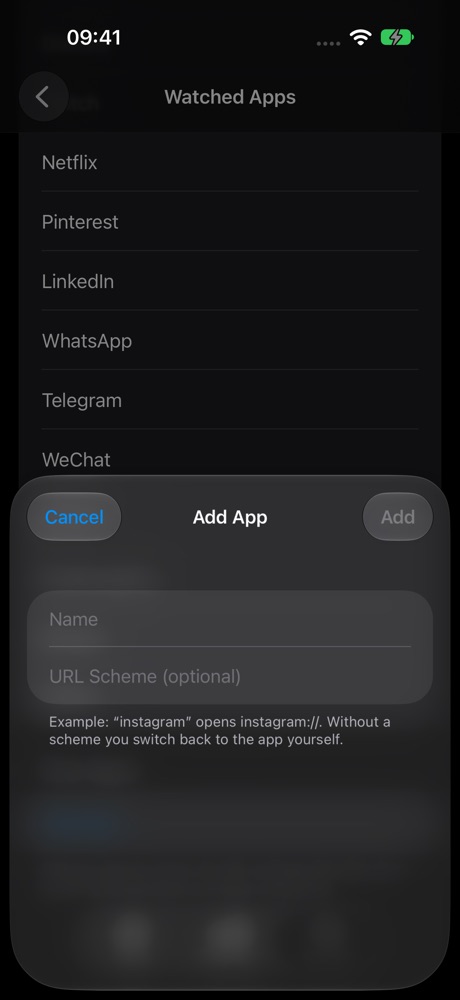 09:41
Watched Apps
Netflix
Pinterest
LinkedIn
WhatsApp
Telegram
WeChat
Cancel
Add App
Add
Name
URL Scheme (optional)
Example: “instagram” opens instagram://. Without a
scheme you switch back to the app yourself.